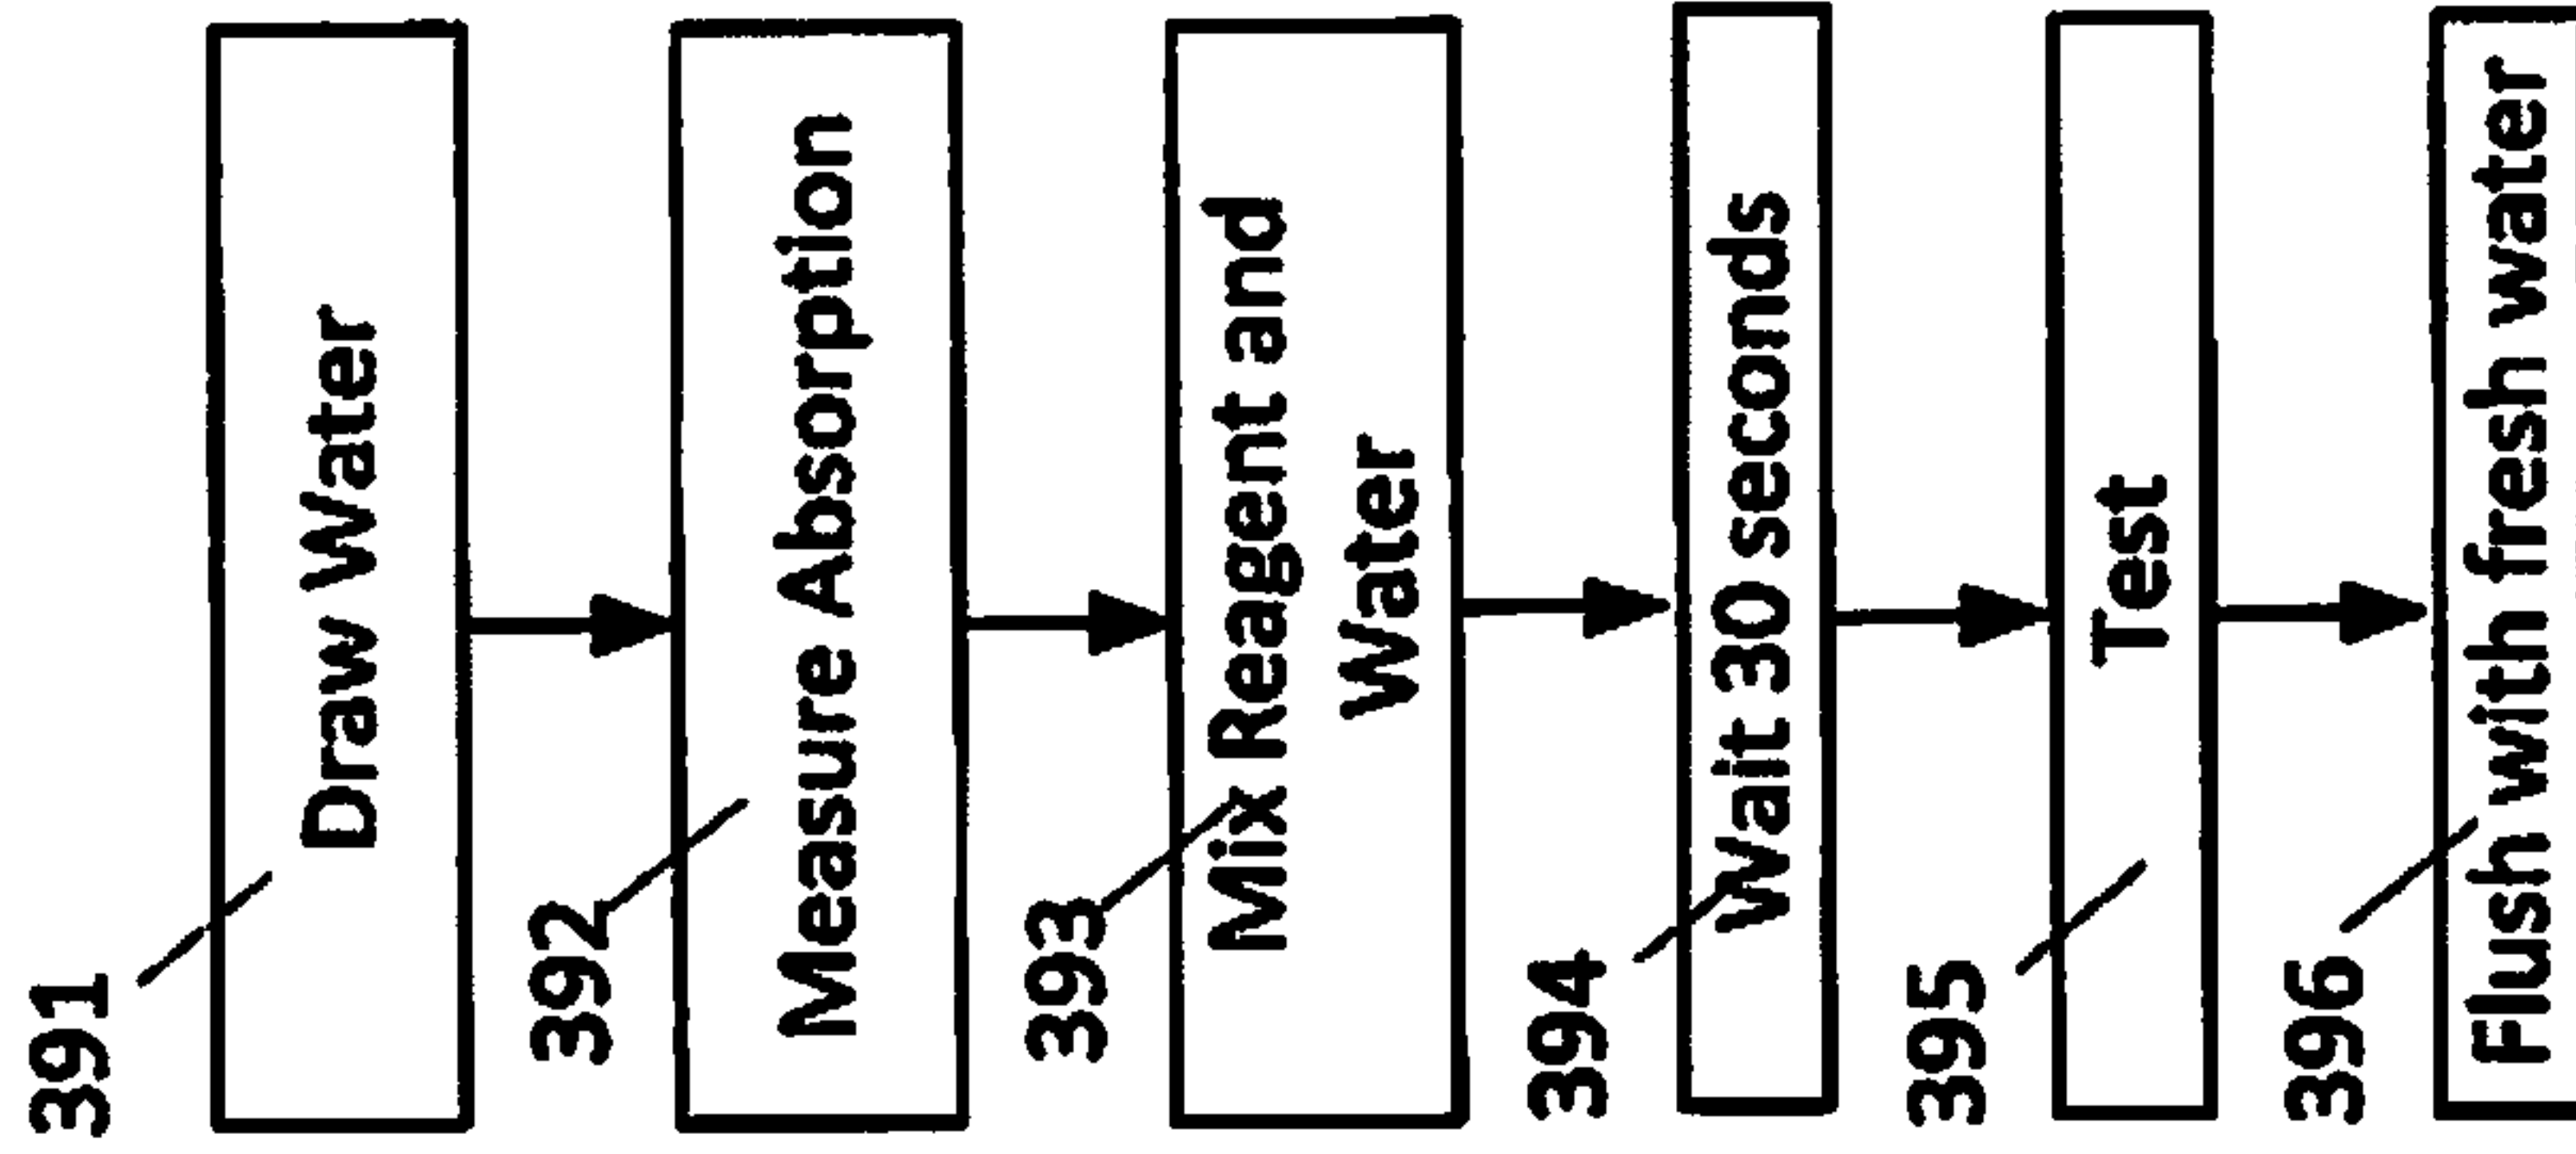 391
Draw Water
392
Measure Absorption
393
Mix Reagent and
Water
394
Wait 30 seconds
395
Test
396
Flush with fresh water